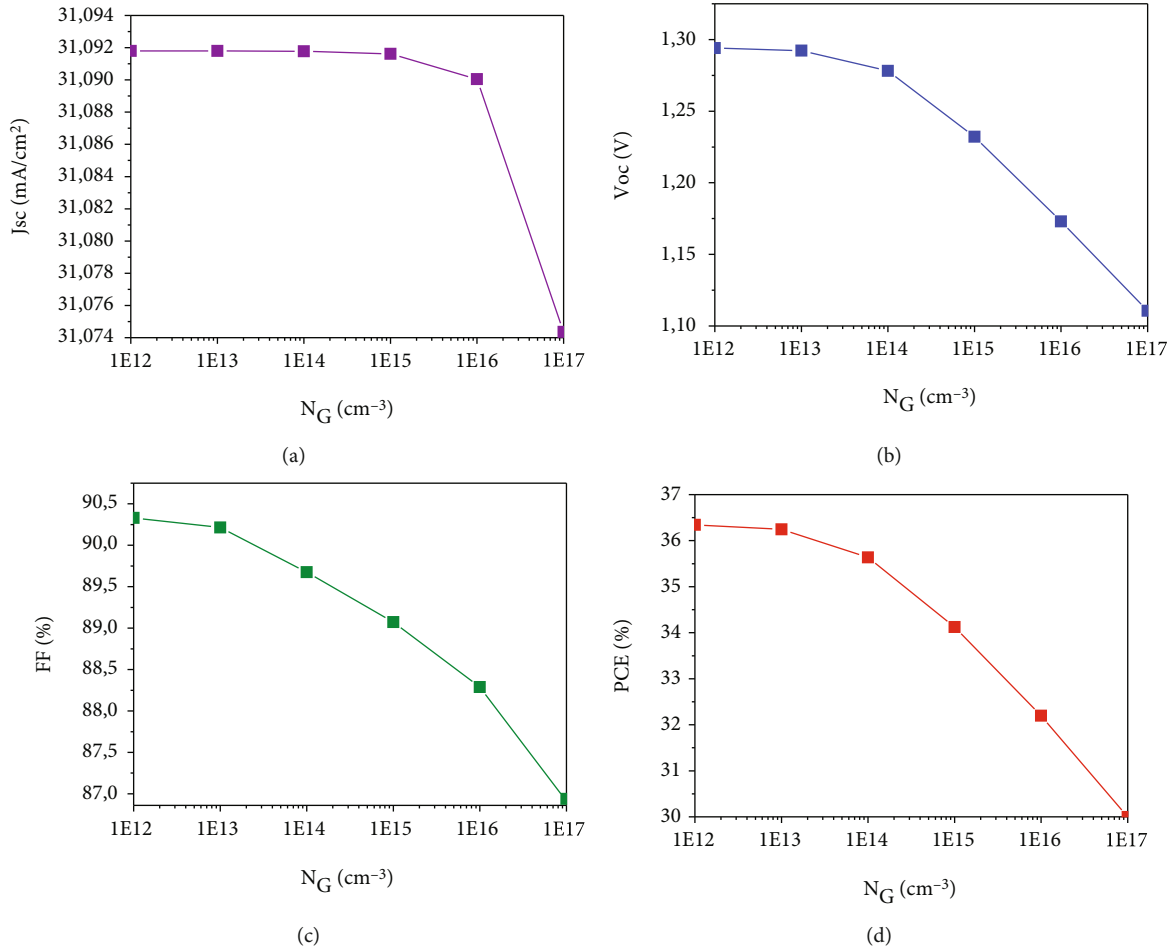 31,094
31,092
31,090
31,088
31,086
31,084
31,082
31,080
31,078
31,076
31,074
Jsc (mA/cm²)
1E12 1E13 1E14 1E15 1E16 1E17
N_G (cm⁻³)
(a)
1,30
1,25
1,20
1,15
1,10
Voc (V)
1E12 1E13 1E14 1E15 1E16 1E17
N_G (cm⁻³)
(b)
90,5
90,0
89,5
89,0
88,5
88,0
87,5
87,0
FF (%)
1E12 1E13 1E14 1E15 1E16 1E17
N_G (cm⁻³)
(c)
37
36
35
34
33
32
31
30
PCE (%)
1E12 1E13 1E14 1E15 1E16 1E17
N_G (cm⁻³)
(d)